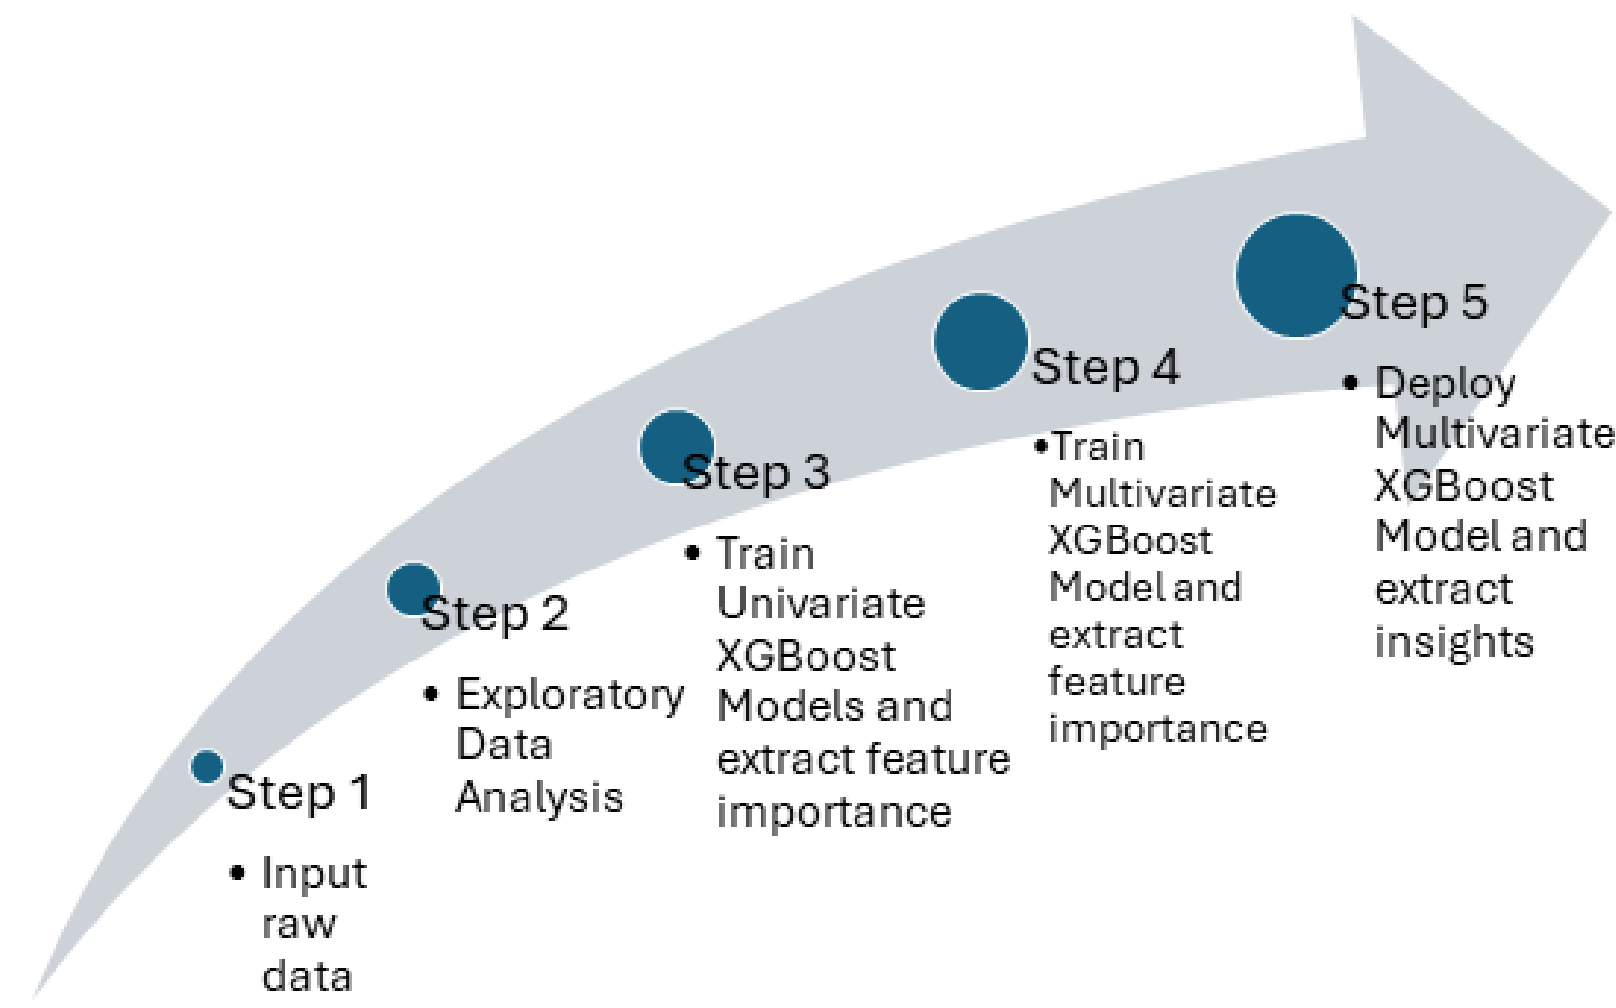 Step 1
• Input
raw
data
Step 2
• Exploratory
Data
Analysis
Step 3
• Train
Univariate
XGBoost
Models and
extract feature
importance
Step 4
•Train
Multivariate
XGBoost
Model and
extract
feature
importance
Step 5
• Deploy
Multivariate
XGBoost
Model and
extract
insights